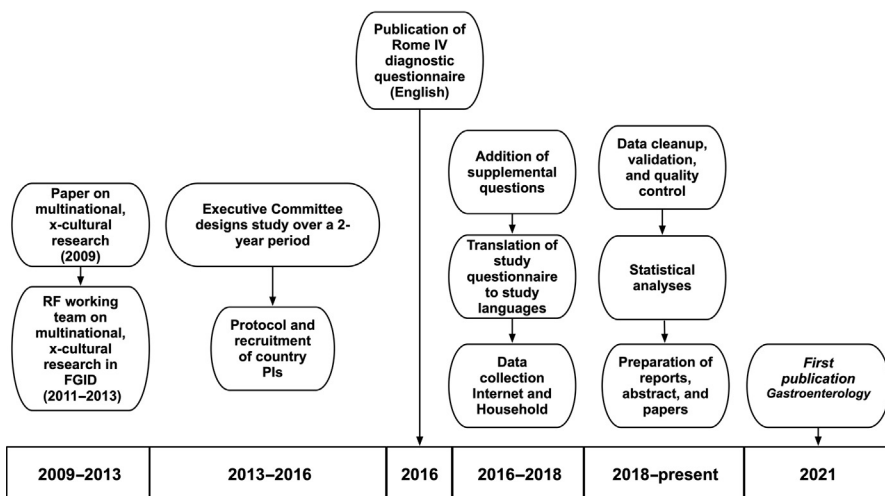 Publication of
Rome IV
diagnostic
questionnaire
(English)
Paper on
multinational,
x-cultural
research
(2009)
RF working
team on
multinational,
x-cultural
research in
FGID
(2011–2013)
Executive Committee
designs study over a 2-
year period
Protocol and
recruitment
of country
PIs
Addition of
supplemental
questions
Translation of
study
questionnaire
to study
languages
Data
collection
Internet and
Household
Data cleanup,
validation,
and quality
control
Statistical
analyses
Preparation of
reports,
abstract, and
papers
First
publication
Gastroenterology
2009–2013
2013–2016
2016
2016–2018
2018–present
2021